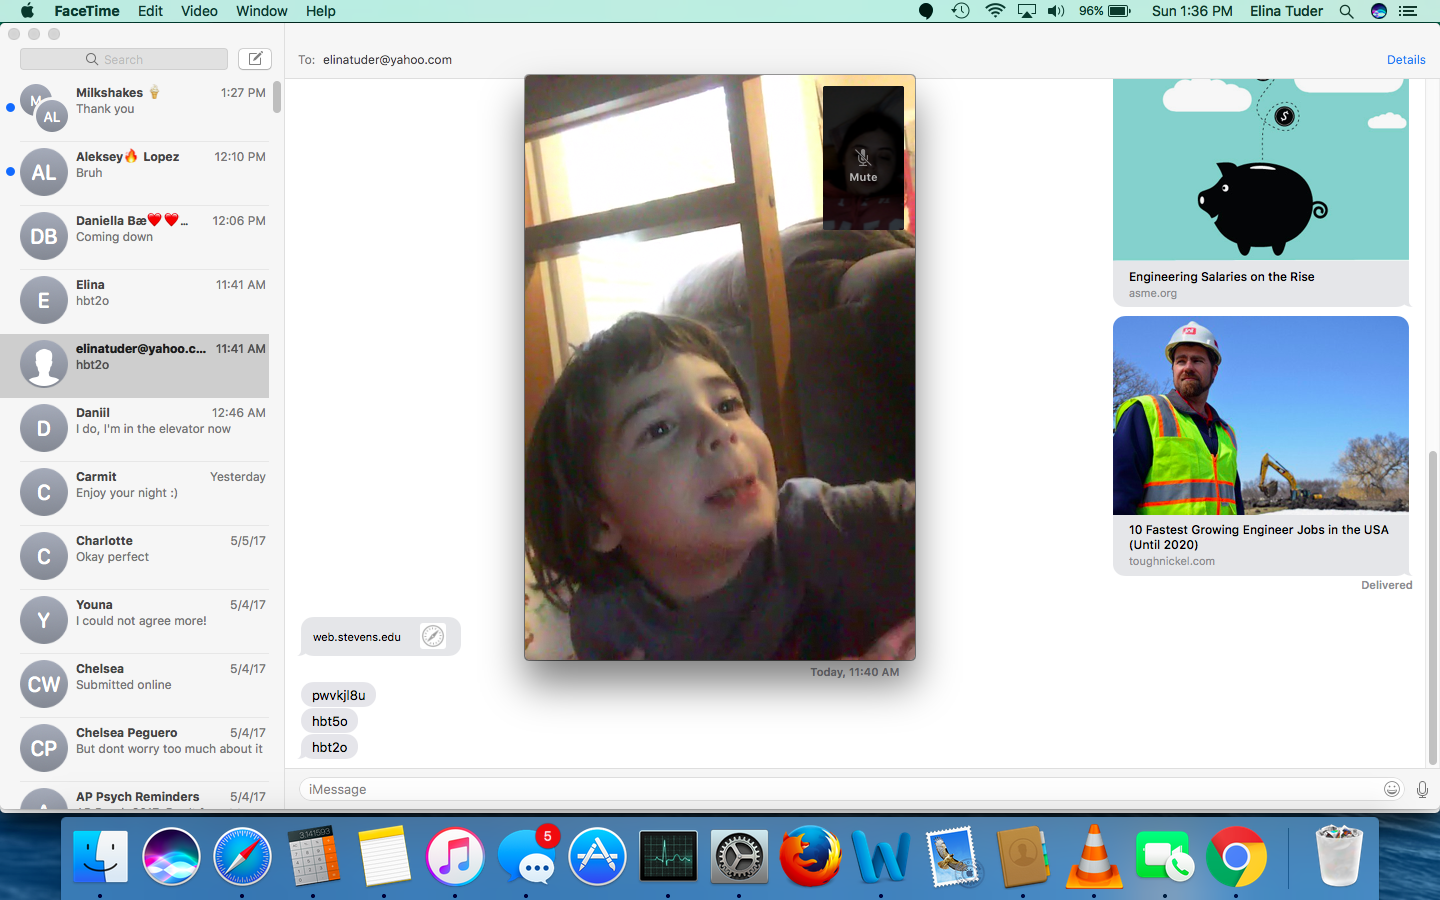 FaceTime Edit Video Window Help 96% Sun 1:36 PM Elina Tuder
Search
To: elinatuder@yahoo.com Details
Milkshakes 🍦 1:27 PM
Thank you
M
AL
Aleksey🔥 Lopez 12:10 PM
Bruh
AL
Daniella Bæ❤️❤️... 12:06 PM
Coming down
DB
Elina 11:41 AM
hbt2o
E
elinatuder@yahoo.c... 11:41 AM
hbt2o
Daniil 12:46 AM
I do, I'm in the elevator now
D
Carmit Yesterday
Enjoy your night :)
C
Charlotte 5/5/17
Okay perfect
C
Youna 5/4/17
I could not agree more!
Y
Chelsea 5/4/17
Submitted online
CW
Chelsea Peguero 5/4/17
But dont worry too much about it
CP
AP Psych Reminders 5/4/17
Mute
$
Engineering Salaries on the Rise
asme.org
10 Fastest Growing Engineer Jobs in the USA
(Until 2020)
toughnickel.com
Delivered
web.stevens.edu
Today, 11:40 AM
pwvkjl8u
hbt5o
hbt2o
iMessage
3.141593
5